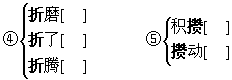 ④ 折磨[ ]
折了[ ]
折腾[ ]
⑤ 积攒[ ]
攒动[ ]